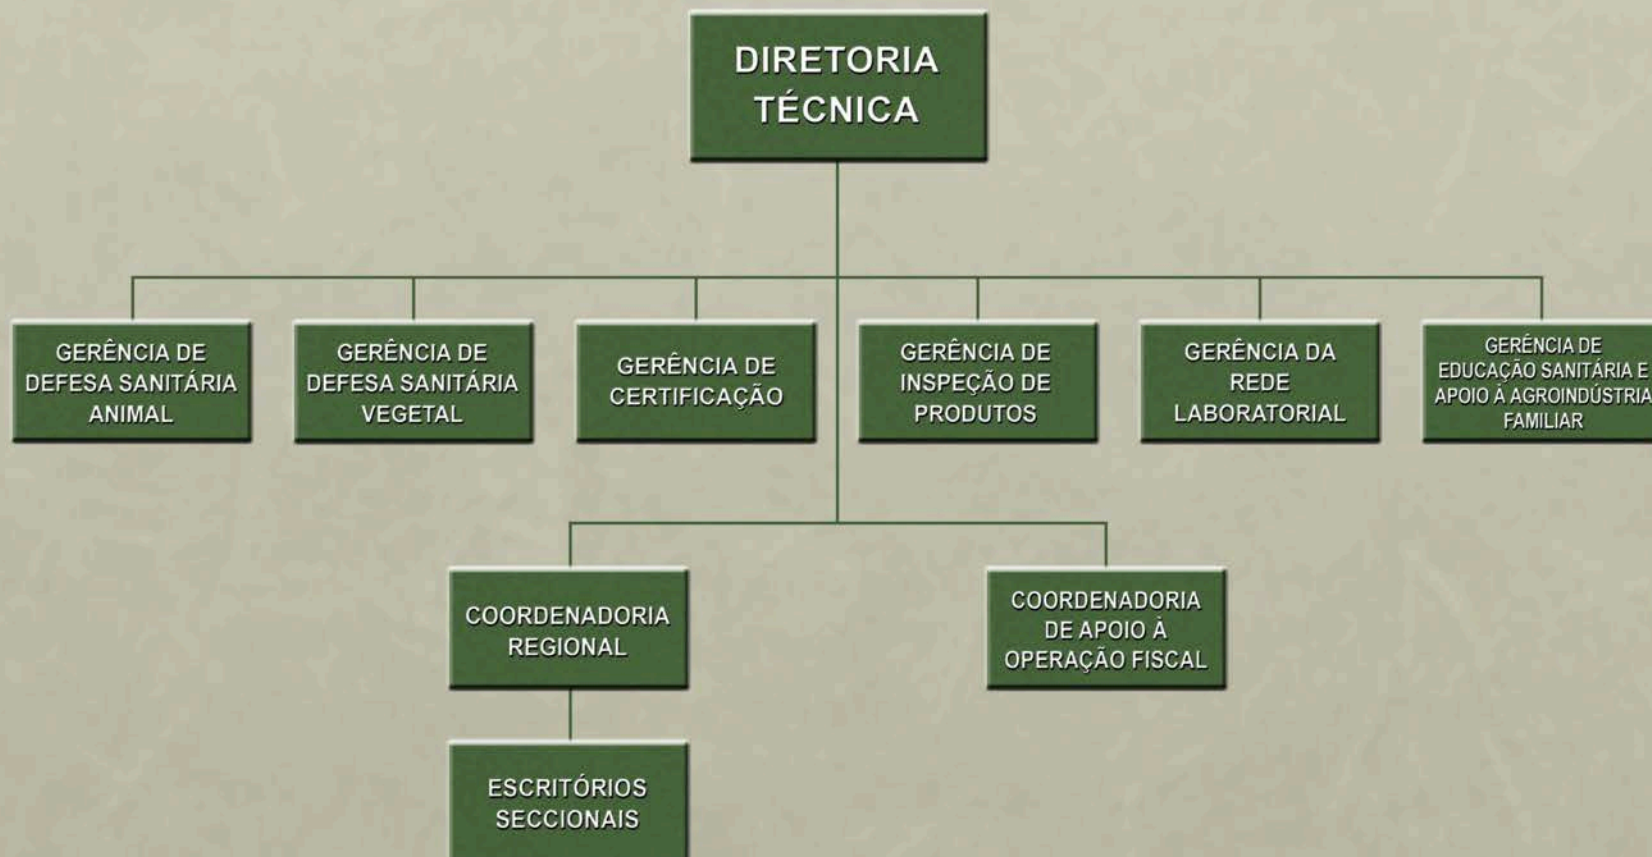 DIRETORIA
TÉCNICA
GERÊNCIA DE
DEFESA SANITÁRIA
ANIMAL
GERÊNCIA DE
DEFESA SANITÁRIA
VEGETAL
GERÊNCIA DE
CERTIFICAÇÃO
GERÊNCIA DE
INSPEÇÃO DE
PRODUTOS
GERÊNCIA DA
REDE
LABORATORIAL
GERÊNCIA DE
EDUCAÇÃO SANITÁRIA E
APOIO À AGROINDÚSTRIA
FAMILIAR
COORDENADORIA
REGIONAL
COORDENADORIA
DE APOIO À
OPERAÇÃO FISCAL
ESCRITÓRIOS
SECCIONAIS